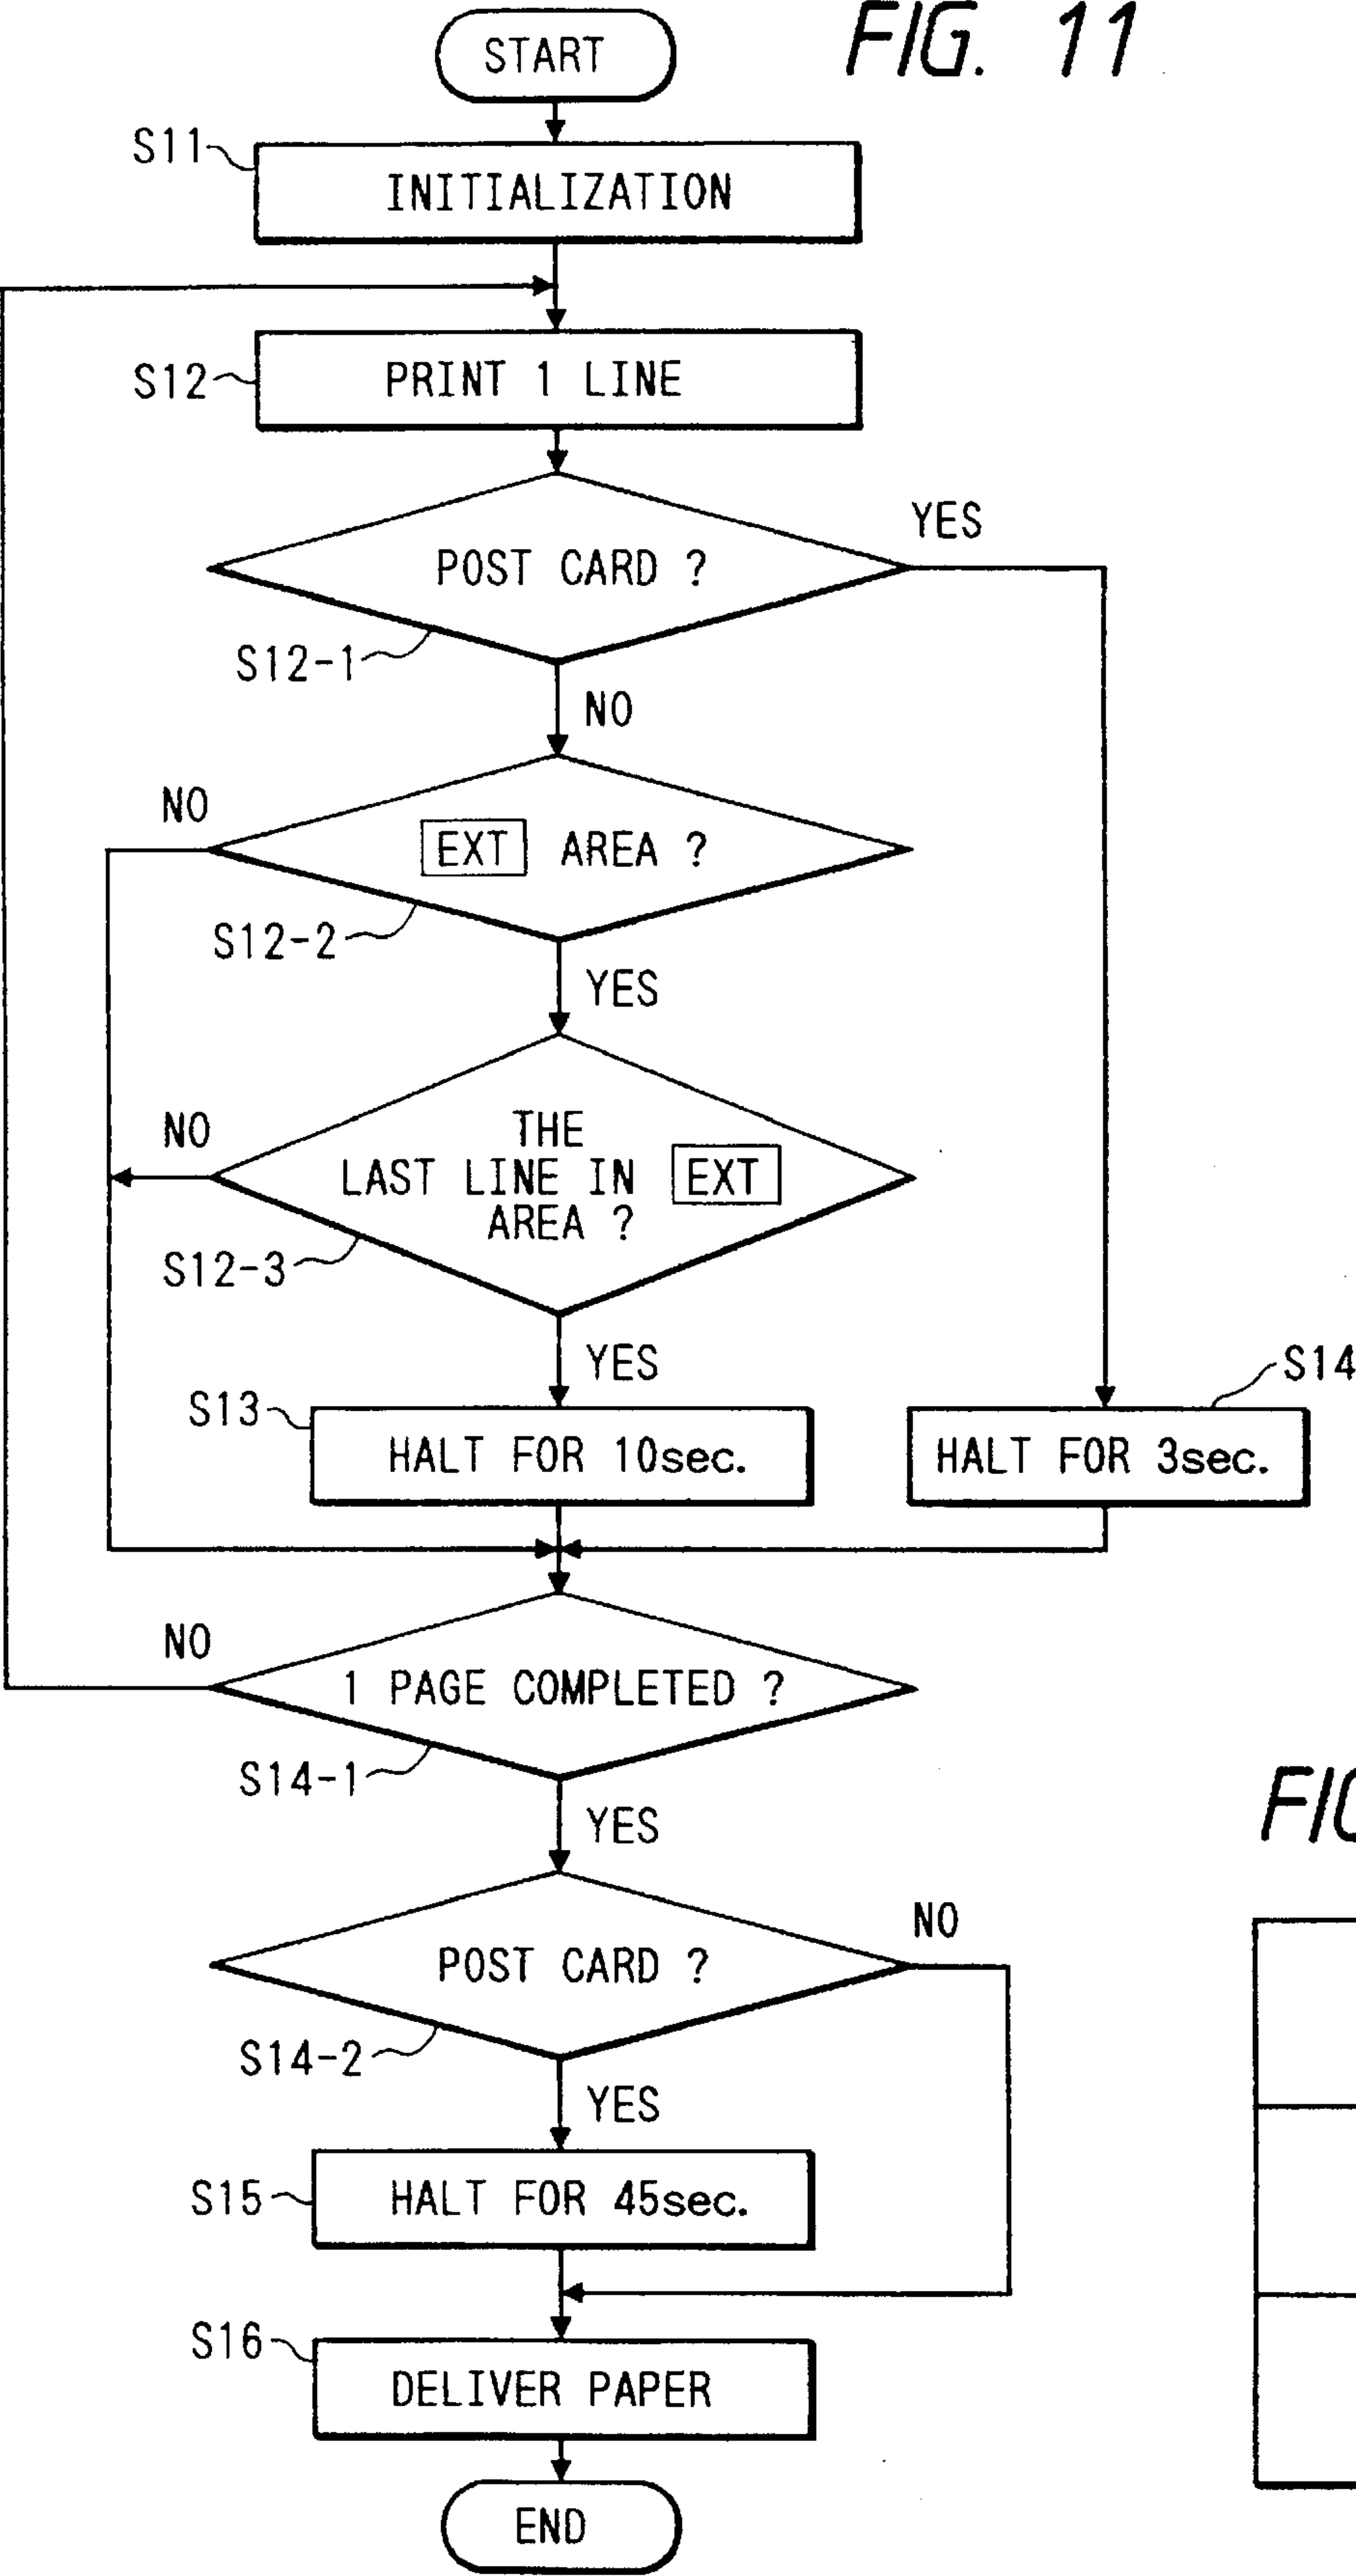 FIG. 11
START
S11
INITIALIZATION
S12
PRINT 1 LINE
POST CARD ?
YES
S12-1
NO
NO
EXT AREA ?
S12-2
YES
NO
THE
LAST LINE IN EXT
AREA ?
S12-3
YES
S13
HALT FOR 10sec.
S14
HALT FOR 3sec.
NO
1 PAGE COMPLETED ?
S14-1
YES
POST CARD ?
NO
S14-2
YES
S15
HALT FOR 45sec.
S16
DELIVER PAPER
END